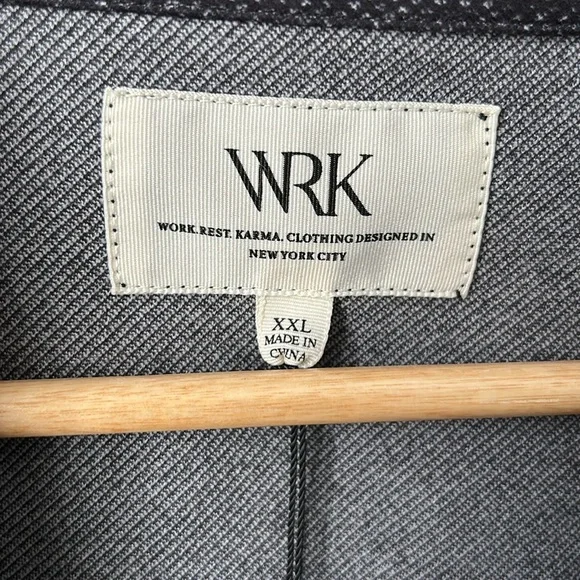 WRK
WORK. REST. KARMA. CLOTHING DESIGNED IN
NEW YORK CITY
XXL
MADE IN
CHINA